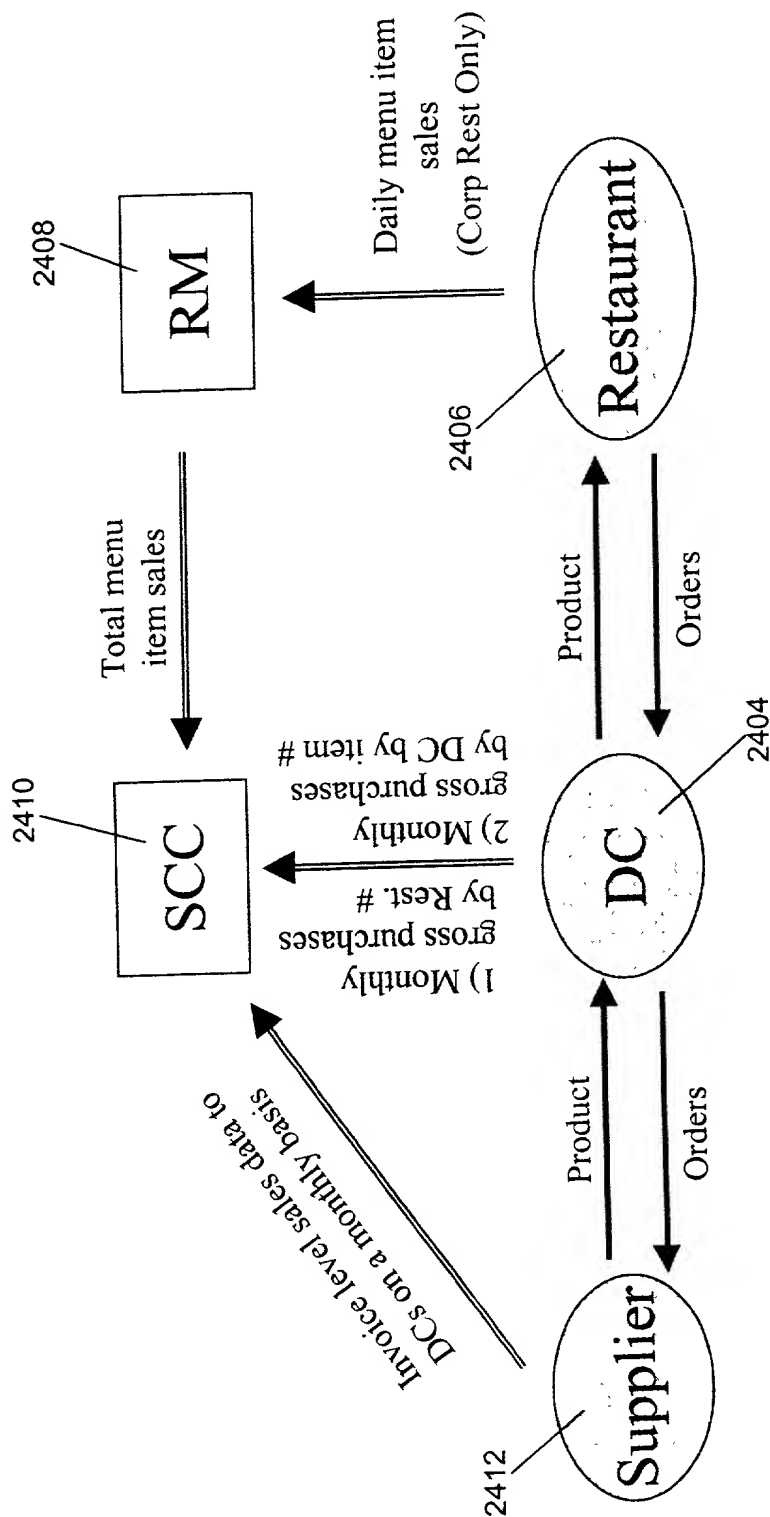 2410
SCC
Total menu
item sales
2408
RM
Invoice level sales data to
DCs on a monthly basis
1) Monthly
gross purchases
by Rest. #
2) Monthly
gross purchases
by DC by item #
Daily menu item
sales
(Corp Rest Only)
2412
Supplier
Product
Orders
DC
2404
Product
Orders
2406
Restaurant